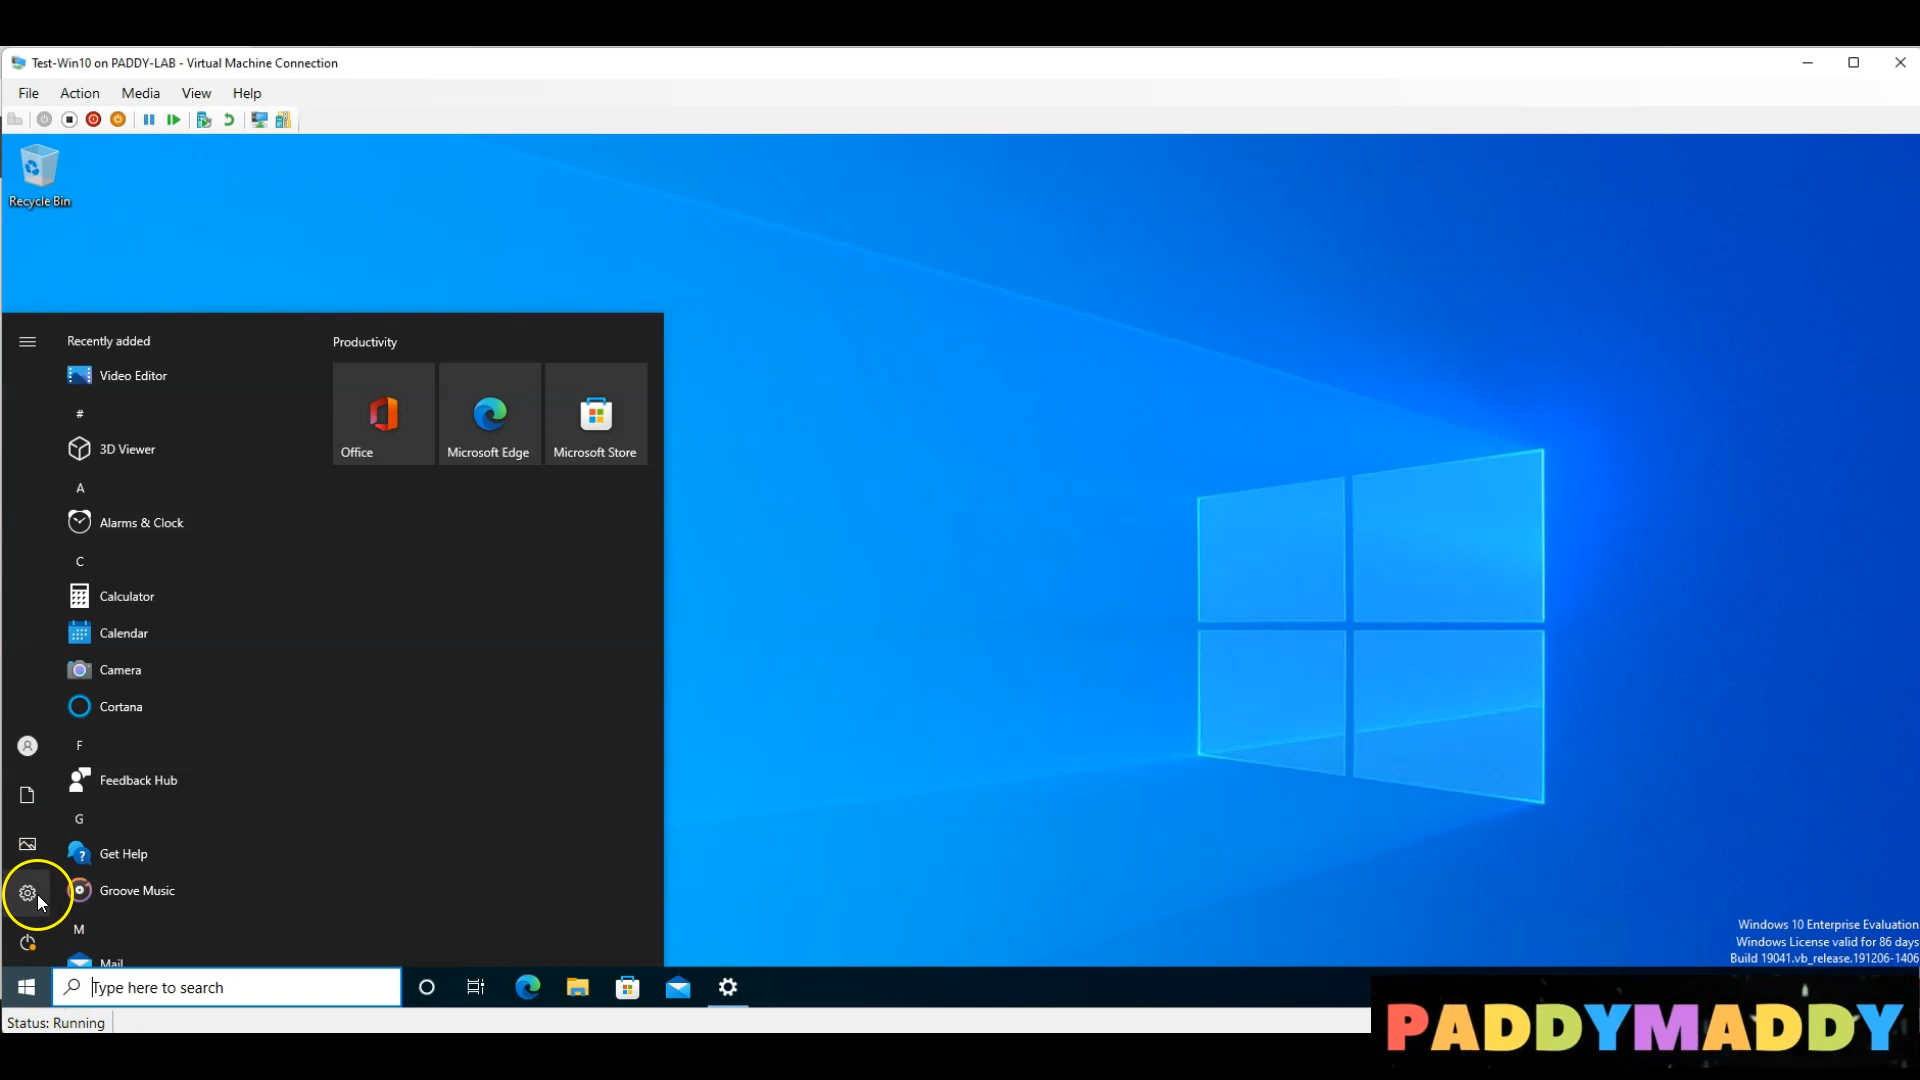 Test-Win10 on PADDY-LAB - Virtual Machine Connection
File Action Media View Help
Recycle Bin
Recently added
Video Editor
#
3D Viewer
A
Alarms & Clock
C
Calculator
Calendar
Camera
Cortana
F
Feedback Hub
G
Get Help
Groove Music
M
Mail
Productivity
Office
Microsoft Edge
Microsoft Store
Windows 10 Enterprise Evaluation
Windows License valid for 86 days
Build 19041.vb_release.191206-1406
Type here to search
Status: Running
PADDYMADDY